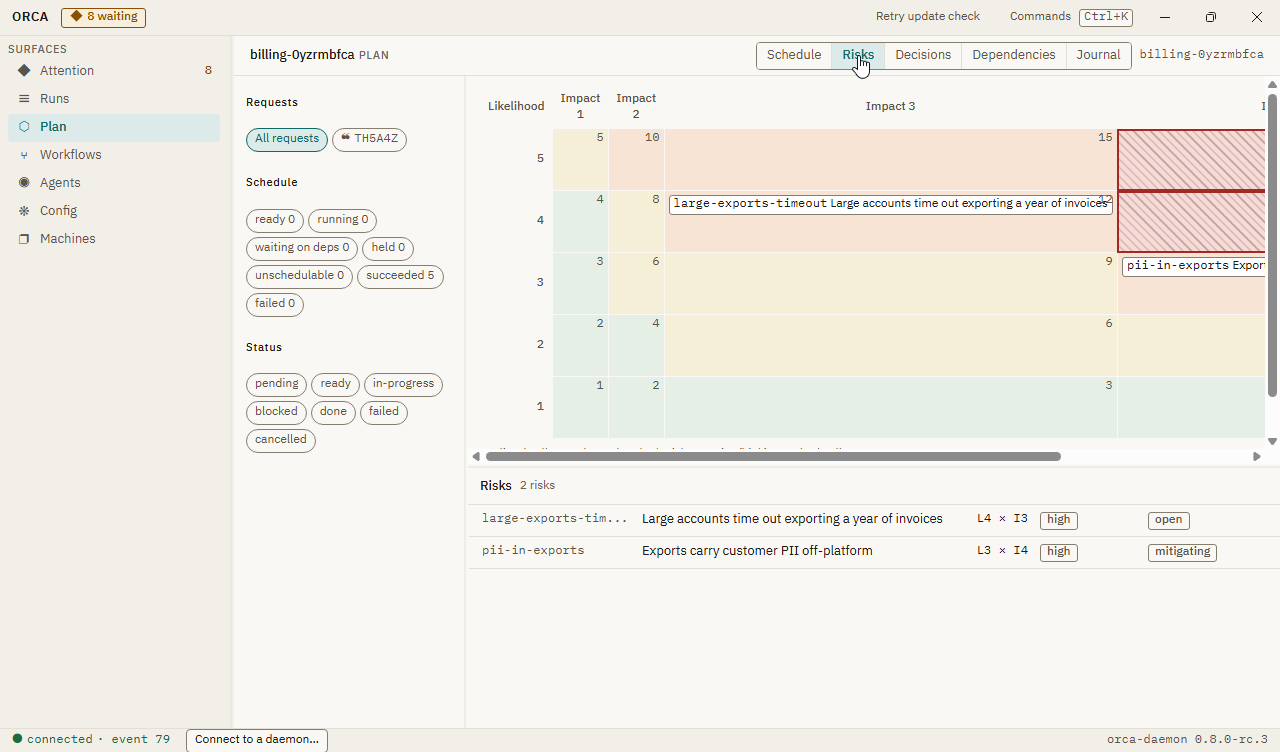 ORCA
8 waiting
Retry update check
Commands Ctrl+K
SURFACES
Attention 8
Runs
Plan
Workflows
Agents
Config
Machines
billing-0yzrmbfca PLAN
Schedule Risks Decisions Dependencies Journal
billing-0yzrmbfca
Requests
All requests ❝ TH5A4Z
Schedule
ready 0 running 0
waiting on deps 0 held 0
unschedulable 0 succeeded 5
failed 0
Status
pending ready in-progress
blocked done failed
cancelled
Likelihood Impact 1 Impact 2 Impact 3
5 5 10 15
4 4 8 12
large-exports-timeout Large accounts time out exporting a year of invoices
3 3 6 9
pii-in-exports
2 2 4 6
1 1 2 3
Risks 2 risks
large-exports-tim... Large accounts time out exporting a year of invoices L4 × I3 high open
pii-in-exports Exports carry customer PII off-platform L3 × I4 high mitigating
connected · event 79
Connect to a daemon…
orca-daemon 0.8.0-rc.3